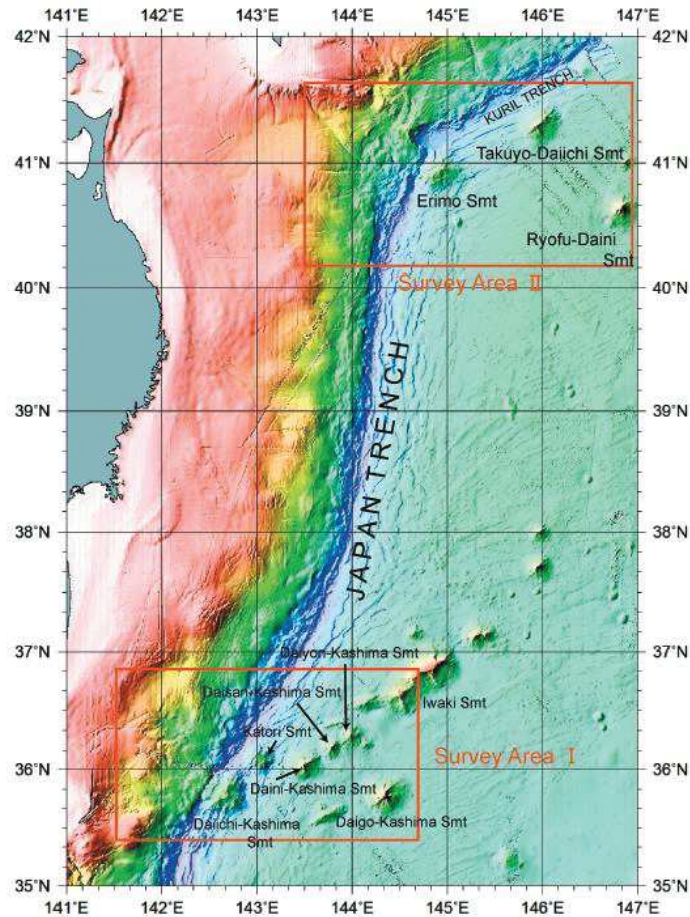 141°E 142°E 143°E 144°E 145°E 146°E 147°E
42°N 42°N
KURIL TRENCH
Takuyo-Daiichi Smt
41°N 41°N
Erimo Smt
Ryofu-Daini
Smt
40°N 40°N
Survey Area II
JAPAN TRENCH
39°N 39°N
38°N 38°N
37°N 37°N
Daiyon-Kashima Smt
Daisan-Kashima Smt
Iwaki Smt
Katori Smt
Survey Area I
36°N 36°N
Daini-Kashima Smt
Daiichi-Kashima
Smt
Daigo-Kashima Smt
35°N 35°N
141°E 142°E 143°E 144°E 145°E 146°E 147°E